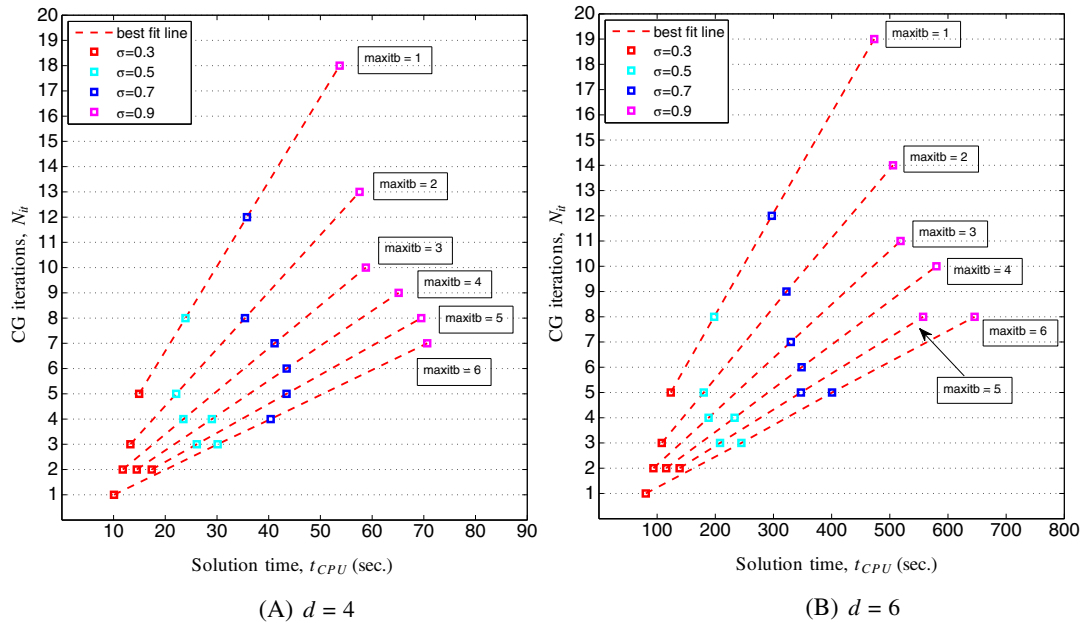 20
19
18
17
16
15
14
13
12
11
10
9
8
7
6
5
4
3
2
1
CG iterations, N_it
best fit line
σ=0.3
σ=0.5
σ=0.7
σ=0.9
maxitb = 1
maxitb = 2
maxitb = 3
maxitb = 4
maxitb = 5
maxitb = 6
10 20 30 40 50 60 70 80 90
Solution time, t_CPU (sec.)
(A) d = 4
20
19
18
17
16
15
14
13
12
11
10
9
8
7
6
5
4
3
2
1
CG iterations, N_it
best fit line
σ=0.3
σ=0.5
σ=0.7
σ=0.9
maxitb = 1
maxitb = 2
maxitb = 3
maxitb = 4
maxitb = 6
maxitb = 5
100 200 300 400 500 600 700 800
Solution time, t_CPU (sec.)
(B) d = 6